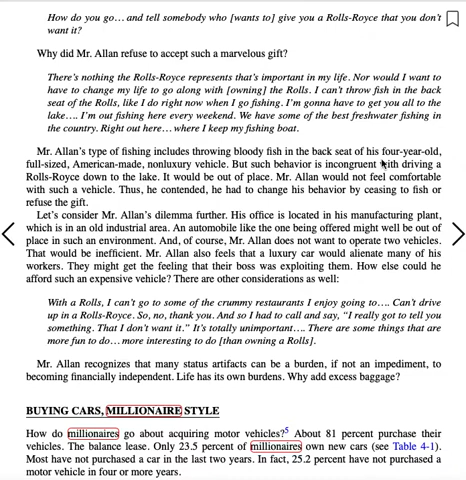 How do you go… and tell somebody who [wants to] give you a Rolls-Royce that you don't
want it?
Why did Mr. Allan refuse to accept such a marvelous gift?
There's nothing the Rolls-Royce represents that's important in my life. Nor would I want
to have to change my life to go along with [owning] the Rolls. I can't throw fish in the back
seat of the Rolls, like I do right now when I go fishing. I'm gonna have to get you all to the
lake…. I'm out fishing here every weekend. We have some of the best freshwater fishing in
the country. Right out here… where I keep my fishing boat.
Mr. Allan's type of fishing includes throwing bloody fish in the back seat of his four-year-old,
full-sized, American-made, nonluxury vehicle. But such behavior is incongruent with driving a
Rolls-Royce down to the lake. It would be out of place. Mr. Allan would not feel comfortable
with such a vehicle. Thus, he contended, he had to change his behavior by ceasing to fish or
refuse the gift.
Let's consider Mr. Allan's dilemma further. His office is located in his manufacturing plant,
which is in an old industrial area. An automobile like the one being offered might well be out of
place in such an environment. And, of course, Mr. Allan does not want to operate two vehicles.
That would be inefficient. Mr. Allan also feels that a luxury car would alienate many of his
workers. They might get the feeling that their boss was exploiting them. How else could he
afford such an expensive vehicle? There are other considerations as well:
With a Rolls, I can't go to some of the crummy restaurants I enjoy going to…. Can't drive
up in a Rolls-Royce. So, no, thank you. And so I had to call and say, "I really got to tell you
something. That I don't want it." It's totally unimportant…. There are some things that are
more fun to do… more interesting to do [than owning a Rolls].
Mr. Allan recognizes that many status artifacts can be a burden, if not an impediment, to
becoming financially independent. Life has its own burdens. Why add excess baggage?
BUYING CARS, MILLIONAIRE STYLE
How do millionaires go about acquiring motor vehicles?5 About 81 percent purchase their
vehicles. The balance lease. Only 23.5 percent of millionaires own new cars (see Table 4-1).
Most have not purchased a car in the last two years. In fact, 25.2 percent have not purchased a
motor vehicle in four or more years.